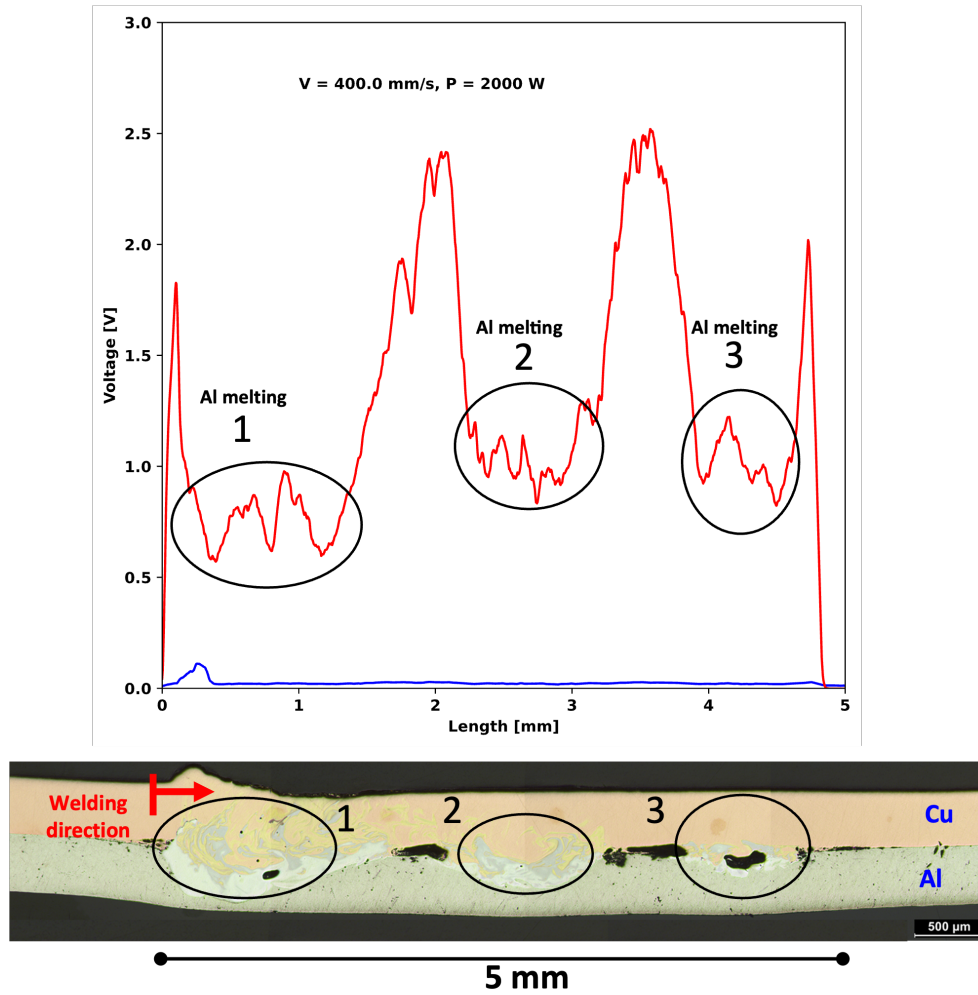 3.0
V = 400.0 mm/s, P = 2000 W
2.5
2.0
Al melting
2
Al melting
3
1.5
Al melting
1
1.0
0.5
0.0
0 1 2 3 4 5
Voltage [V]
Length [mm]
Welding
direction
1 2 3
Cu
Al
500 µm
5 mm